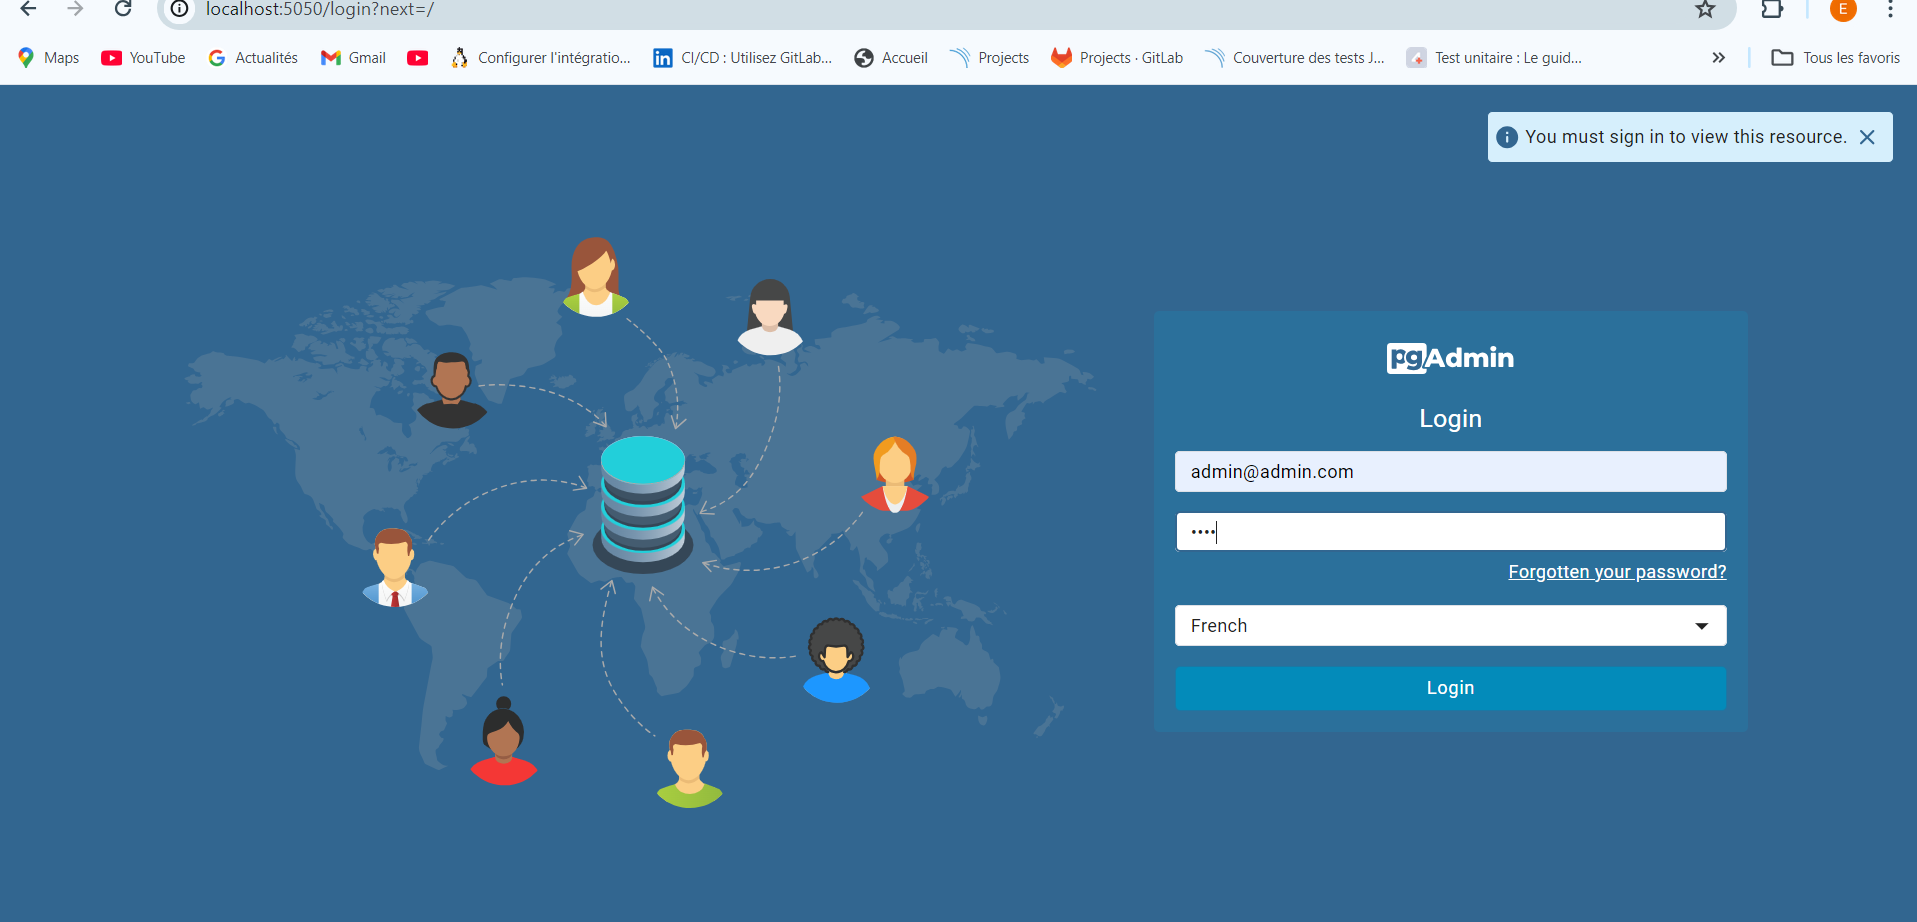 localhost:5050/login?next=/
Maps YouTube Actualités Gmail Configurer l'intégratio... CI/CD : Utilisez GitLab... Accueil Projects Projects · GitLab Couverture des tests J... Test unitaire : Le guid... » Tous les favoris
E
You must sign in to view this resource.
pgAdmin
Login
admin@admin.com
••••
Forgotten your password?
French
Login